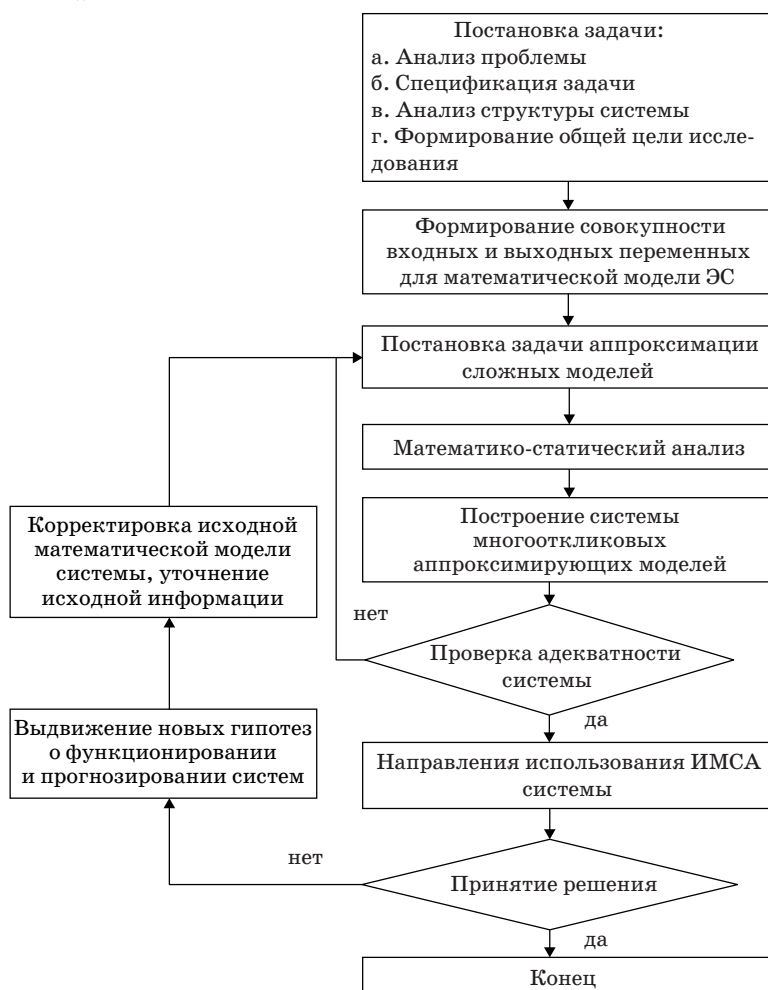 Постановка задачи:
а. Анализ проблемы
б. Спецификация задачи
в. Анализ структуры системы
г. Формирование общей цели иссле-
дования
Формирование совокупности
входных и выходных переменных
для математической модели ЭС
Постановка задачи аппроксимации
сложных моделей
Математико-статический анализ
Построение системы
многооткликовых
аппроксимирующих моделей
Корректировка исходной
математической модели
системы, уточнение
исходной информации
нет
Проверка адекватности
системы
да
Выдвижение новых гипотез
о функционировании
и прогнозировании систем
Направления использования ИМСА
системы
нет
Принятие решения
да
Конец